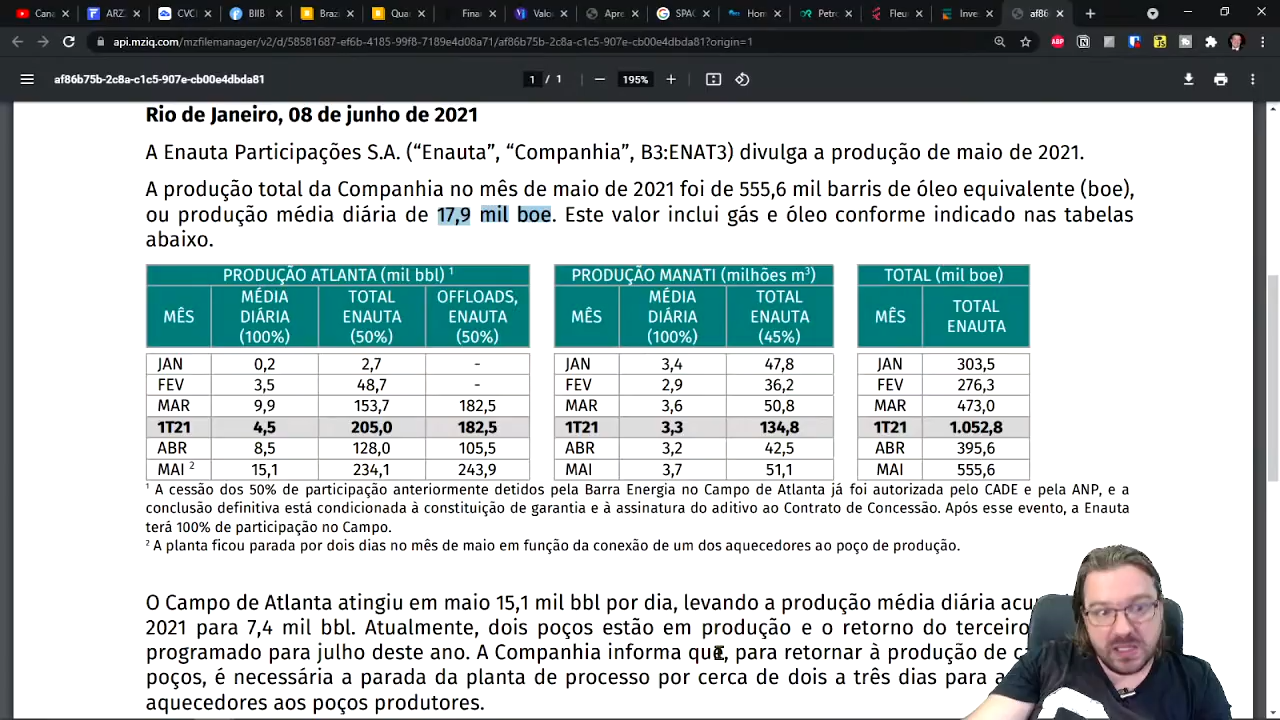 Cana
ARZ
CVC
BIIB
Braz
Qua
Finan
Valo
Apre
SPAC
Hom
Petro
Fleu
Inve
af86
api.mziq.com/mzfilemanager/v2/d/58581687-ef6b-4185-99f8-7189e4d08a71/af86b75b-2c8a-c1c5-907e-cb00e4dbda81?origin=1
af86b75b-2c8a-c1c5-907e-cb00e4dbda81
1 / 1
195%
Rio de Janeiro, 08 de junho de 2021
A Enauta Participações S.A. (“Enauta”, “Companhia”, B3:ENAT3) divulga a produção de maio de 2021.
A produção total da Companhia no mês de maio de 2021 foi de 555,6 mil barris de óleo equivalente (boe),
ou produção média diária de 17,9 mil boe. Este valor inclui gás e óleo conforme indicado nas tabelas
abaixo.
PRODUÇÃO ATLANTA (mil bbl) ¹ PRODUÇÃO MANATI (milhões m³) TOTAL (mil boe)
MÊS MÉDIA DIÁRIA (100%) TOTAL ENAUTA (50%) OFFLOADS, ENAUTA (50%) MÊS MÉDIA DIÁRIA (100%) TOTAL ENAUTA (45%) MÊS TOTAL ENAUTA
JAN 0,2 2,7 - JAN 3,4 47,8 JAN 303,5
FEV 3,5 48,7 - FEV 2,9 36,2 FEV 276,3
MAR 9,9 153,7 182,5 MAR 3,6 50,8 MAR 473,0
1T21 4,5 205,0 182,5 1T21 3,3 134,8 1T21 1.052,8
ABR 8,5 128,0 105,5 ABR 3,2 42,5 ABR 395,6
MAI ² 15,1 234,1 243,9 MAI 3,7 51,1 MAI 555,6
¹ A cessão dos 50% de participação anteriormente detidos pela Barra Energia no Campo de Atlanta já foi autorizada pelo CADE e pela ANP, e a
conclusão definitiva está condicionada à constituição de garantia e à assinatura do aditivo ao Contrato de Concessão. Após esse evento, a Enauta
terá 100% de participação no Campo.
² A planta ficou parada por dois dias no mês de maio em função da conexão de um dos aquecedores ao poço de produção.
O Campo de Atlanta atingiu em maio 15,1 mil bbl por dia, levando a produção média diária
2021 para 7,4 mil bbl. Atualmente, dois poços estão em produção e o retorno do terceiro
programado para julho deste ano. A Companhia informa que, para retornar à produção de
poços, é necessária a parada da planta de processo por cerca de dois a três dias para
aquecedores aos poços produtores.